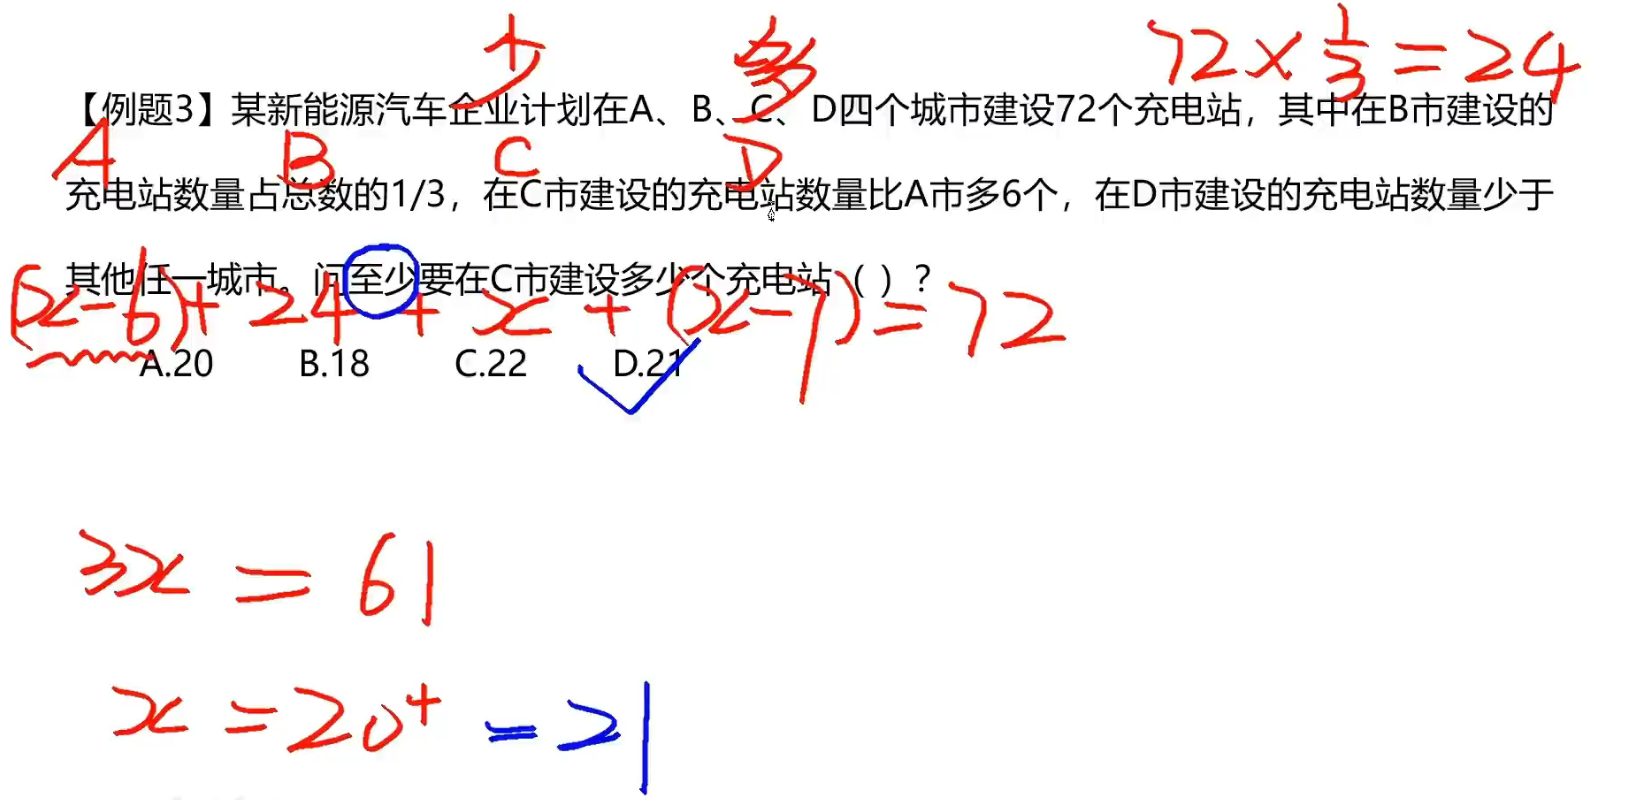 少 多 72×1/3=24
【例题3】某新能源汽车企业计划在A、B、C、D四个城市建设72个充电站，其中在B市建设的
A B C D
充电站数量占总数的1/3，在C市建设的充电站数量比A市多6个，在D市建设的充电站数量少于
其他任一城市。问至少要在C市建设多少个充电站（ ）？
(x-6)+24+x+(x-7)=72
A.20 B.18 C.22 D.21
3x=61
x=20+=21